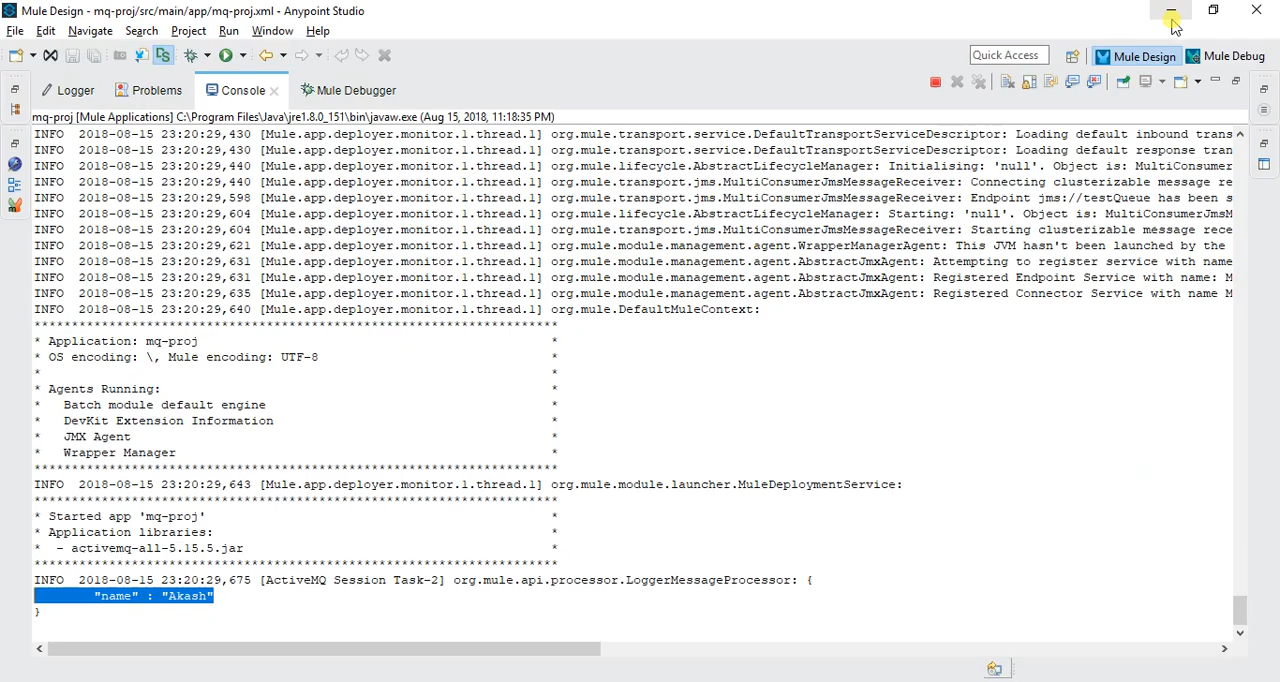 Mule Design - mq-proj/src/main/app/mq-proj.xml - Anypoint Studio
File Edit Navigate Search Project Run Window Help
Quick Access Mule Design Mule Debug
Logger Problems Console Mule Debugger
mq-proj [Mule Applications] C:\Program Files\Java\jre1.8.0_151\bin\javaw.exe (Aug 15, 2018, 11:18:35 PM)
INFO 2018-08-15 23:20:29,430 [Mule.app.deployer.monitor.1.thread.1] org.mule.transport.service.DefaultTransportServiceDescriptor: Loading default inbound trans
INFO 2018-08-15 23:20:29,430 [Mule.app.deployer.monitor.1.thread.1] org.mule.transport.service.DefaultTransportServiceDescriptor: Loading default response tran
INFO 2018-08-15 23:20:29,440 [Mule.app.deployer.monitor.1.thread.1] org.mule.lifecycle.AbstractLifecycleManager: Initialising: 'null'. Object is: MultiConsumer
INFO 2018-08-15 23:20:29,440 [Mule.app.deployer.monitor.1.thread.1] org.mule.transport.jms.MultiConsumerJmsMessageReceiver: Connecting clusterizable message re
INFO 2018-08-15 23:20:29,598 [Mule.app.deployer.monitor.1.thread.1] org.mule.transport.jms.MultiConsumerJmsMessageReceiver: Endpoint jms://testQueue has been s
INFO 2018-08-15 23:20:29,604 [Mule.app.deployer.monitor.1.thread.1] org.mule.lifecycle.AbstractLifecycleManager: Starting: 'null'. Object is: MultiConsumerJmsM
INFO 2018-08-15 23:20:29,604 [Mule.app.deployer.monitor.1.thread.1] org.mule.transport.jms.MultiConsumerJmsMessageReceiver: Starting clusterizable message rece
INFO 2018-08-15 23:20:29,621 [Mule.app.deployer.monitor.1.thread.1] org.mule.module.management.agent.WrapperManagerAgent: This JVM hasn't been launched by the
INFO 2018-08-15 23:20:29,631 [Mule.app.deployer.monitor.1.thread.1] org.mule.module.management.agent.AbstractJmxAgent: Attempting to register service with name
INFO 2018-08-15 23:20:29,631 [Mule.app.deployer.monitor.1.thread.1] org.mule.module.management.agent.AbstractJmxAgent: Registered Endpoint Service with name: M
INFO 2018-08-15 23:20:29,635 [Mule.app.deployer.monitor.1.thread.1] org.mule.module.management.agent.AbstractJmxAgent: Registered Connector Service with name M
INFO 2018-08-15 23:20:29,640 [Mule.app.deployer.monitor.1.thread.1] org.mule.DefaultMuleContext:
**********************************************************************
* Application: mq-proj *
* OS encoding: \, Mule encoding: UTF-8 *
* *
* Agents Running: *
* Batch module default engine *
* DevKit Extension Information *
* JMX Agent *
* Wrapper Manager *
**********************************************************************
INFO 2018-08-15 23:20:29,643 [Mule.app.deployer.monitor.1.thread.1] org.mule.module.launcher.MuleDeploymentService:
**********************************************************************
* Started app 'mq-proj' *
* Application libraries: *
* - activemq-all-5.15.5.jar *
**********************************************************************
INFO 2018-08-15 23:20:29,675 [ActiveMQ Session Task-2] org.mule.api.processor.LoggerMessageProcessor: {
"name" : "Akash"
}